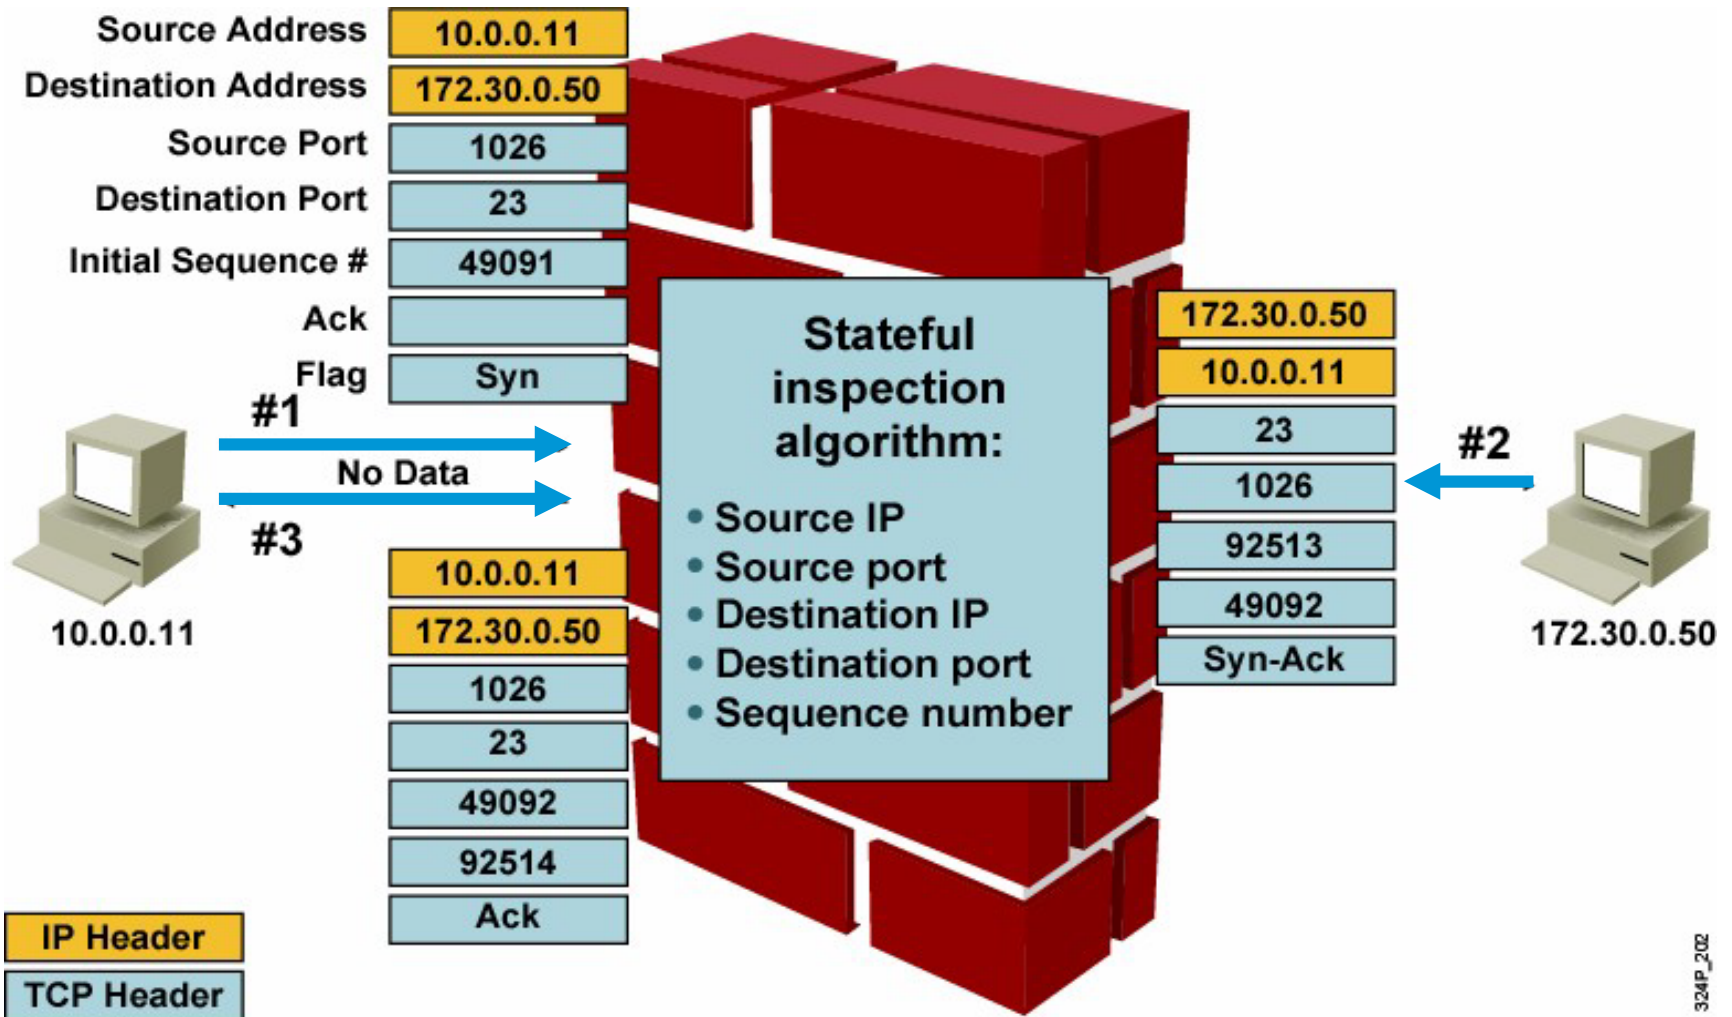 Source Address 10.0.0.11
Destination Address 172.30.0.50
Source Port 1026
Destination Port 23
Initial Sequence # 49091
Ack
Flag Syn
#1
No Data
#3
10.0.0.11
10.0.0.11
172.30.0.50
1026
23
49092
92514
Ack
Stateful
inspection
algorithm:
• Source IP
• Source port
• Destination IP
• Destination port
• Sequence number
172.30.0.50
10.0.0.11
23
1026
92513
49092
Syn-Ack
#2
172.30.0.50
IP Header
TCP Header
324P_202